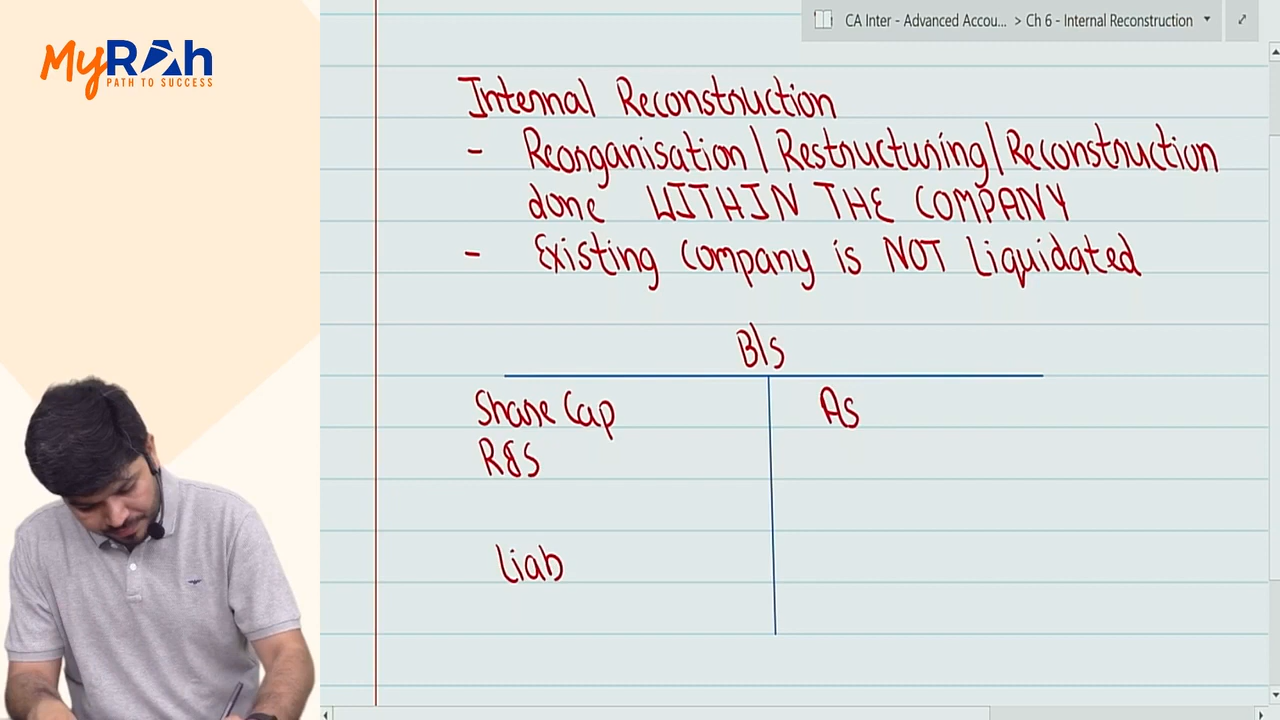 MyRAh
PATH TO SUCCESS
CA Inter - Advanced Accou... > Ch 6 - Internal Reconstruction
Internal Reconstruction
- Reorganisation / Restructuring / Reconstruction
done WITHIN THE COMPANY
- Existing Company is NOT Liquidated
B/s
Share Cap
As
R&S
Liab